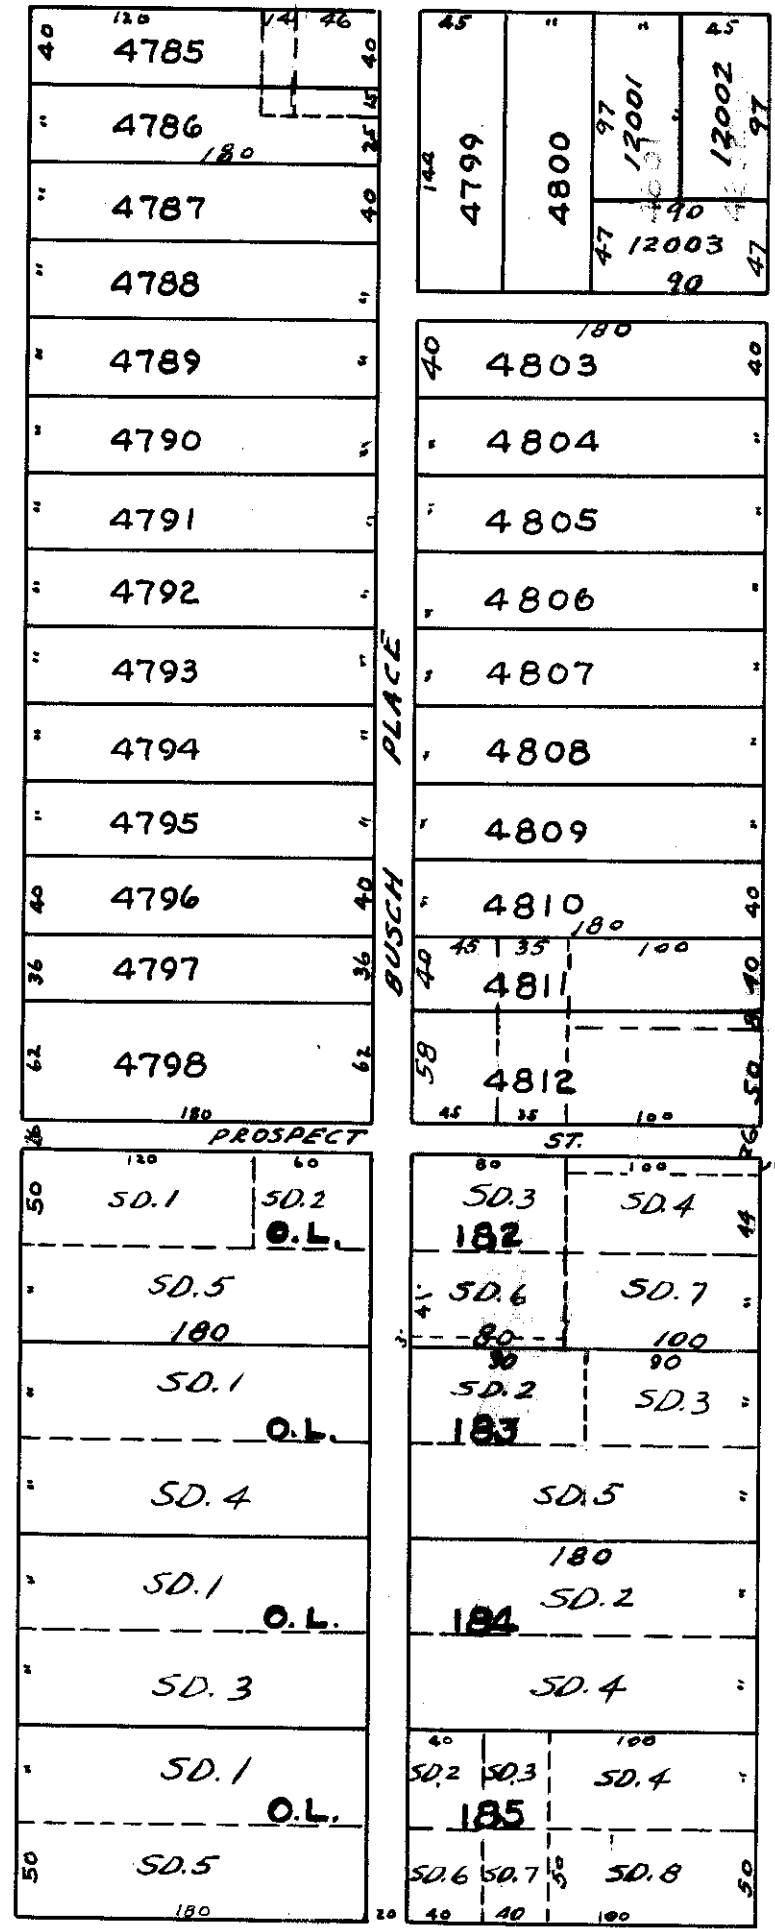 120 14 46
40 4785 40
" 4786 15
180 25
" 4787 40
" 4788 "
" 4789 "
" 4790 "
" 4791 "
" 4792 "
" 4793 "
" 4794 "
" 4795 "
40 4796 40
36 4797 36
62 4798 62
180
BUSCH PLACE
45 " " 45
144 4799 4800 97 12001 " 12002 97
90
47 12003 47
90
180
40 4803 40
" 4804 "
" 4805 "
" 4806 "
" 4807 "
" 4808 "
" 4809 "
" 4810 40
180
45 35 100
40 4811 40
8
58 4812 50
45 35 100
26 PROSPECT ST. 26
120 60
50 SD.1 SD.2
O.L.
" SD.5
180
" SD.1
O.L.
" SD.4
" SD.1
O.L.
" SD.3
" SD.1
O.L.
50 SD.5
180
20
80 100
SD.3 SD.4 44
182
41 SD.6 SD.7 "
80 100
90 90
SD.2 SD.3 "
183
SD.5 "
180
SD.2 "
184
SD.4 "
40 100
SD.2 SD.3 SD.4 "
185
SD.6 SD.7 50 SD.8 50
40 40 100